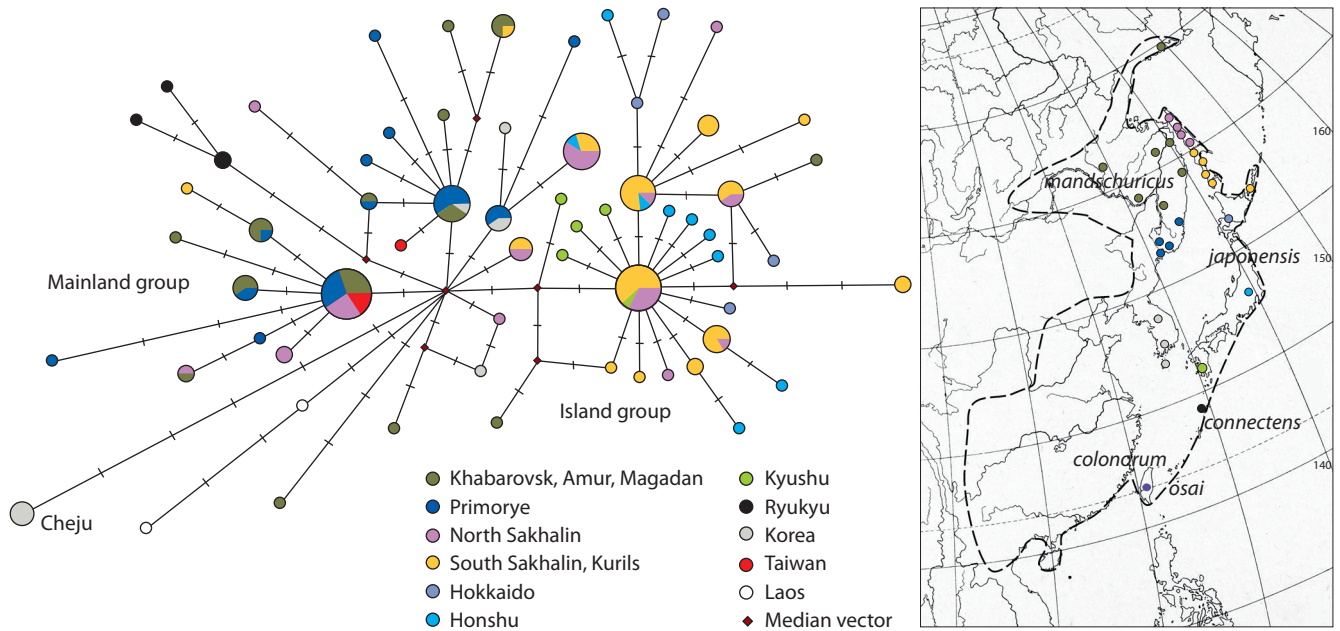 Mainland group
Island group
Cheju
Khabarovsk, Amur, Magadan
Primorye
North Sakhalin
South Sakhalin, Kurils
Hokkaido
Honshu
Kyushu
Ryukyu
Korea
Taiwan
Laos
Median vector
mandschuricus
japonensis
connectens
colonorum
osai
160
150
140